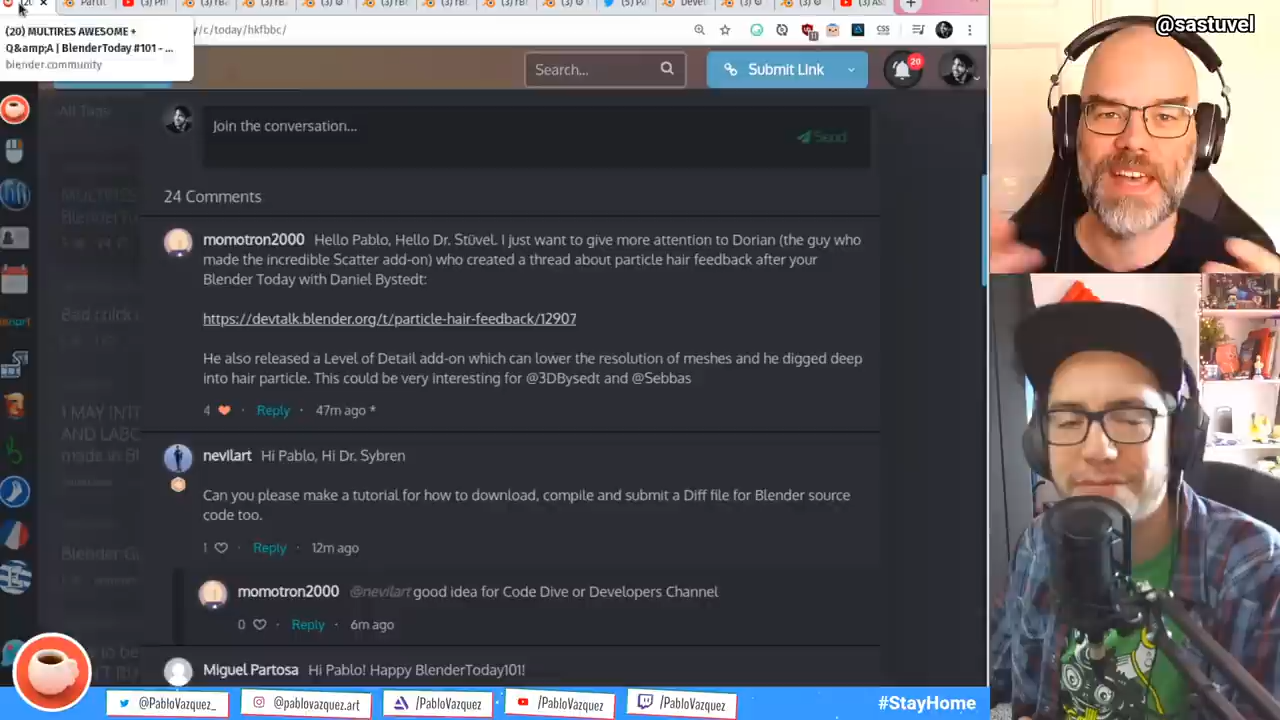 @sastuvel
(20) MULTIRES AWESOME +
Q&amp;A | BlenderToday #101 - ...
blender.community
y/c/today/hkfbbc/
Search...
Submit Link
20
All Tags
Join the conversation...
Send
24 Comments
momotron2000 Hello Pablo, Hello Dr. Stüvel. I just want to give more attention to Dorian (the guy who
made the incredible Scatter add-on) who created a thread about particle hair feedback after your
Blender Today with Daniel Bystedt:
https://devtalk.blender.org/t/particle-hair-feedback/12907
He also released a Level of Detail add-on which can lower the resolution of meshes and he digged deep
into hair particle. This could be very interesting for @3DBysedt and @Sebbas
4 · Reply · 47m ago *
nevilart Hi Pablo, Hi Dr. Sybren
Can you please make a tutorial for how to download, compile and submit a Diff file for Blender source
code too.
1 · Reply · 12m ago
momotron2000 @nevilart good idea for Code Dive or Developers Channel
0 · Reply · 6m ago
Miguel Partosa Hi Pablo! Happy BlenderToday101!
@PabloVazquez_
@pablovazquez.art
/PabloVazquez
/PabloVazquez
/PabloVazquez
#StayHome